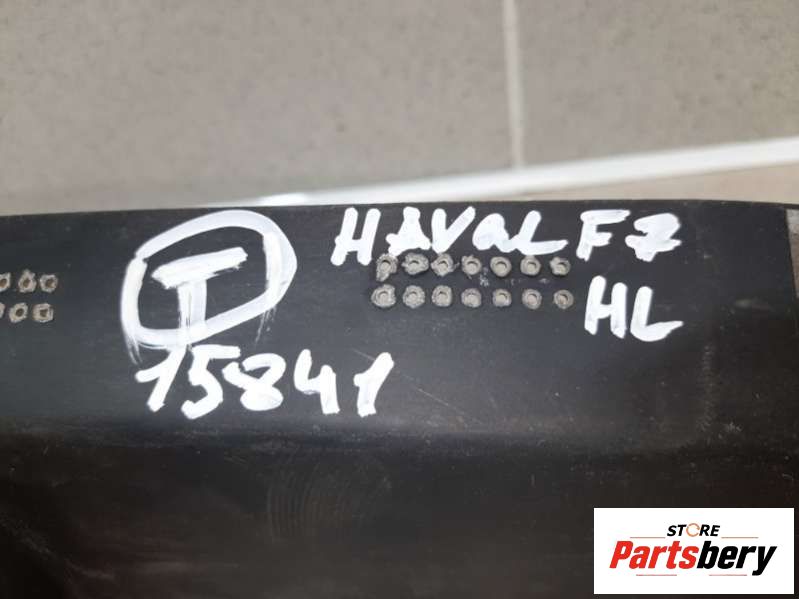 HAVAL F7
T
HL
15841
STORE
Partsbery